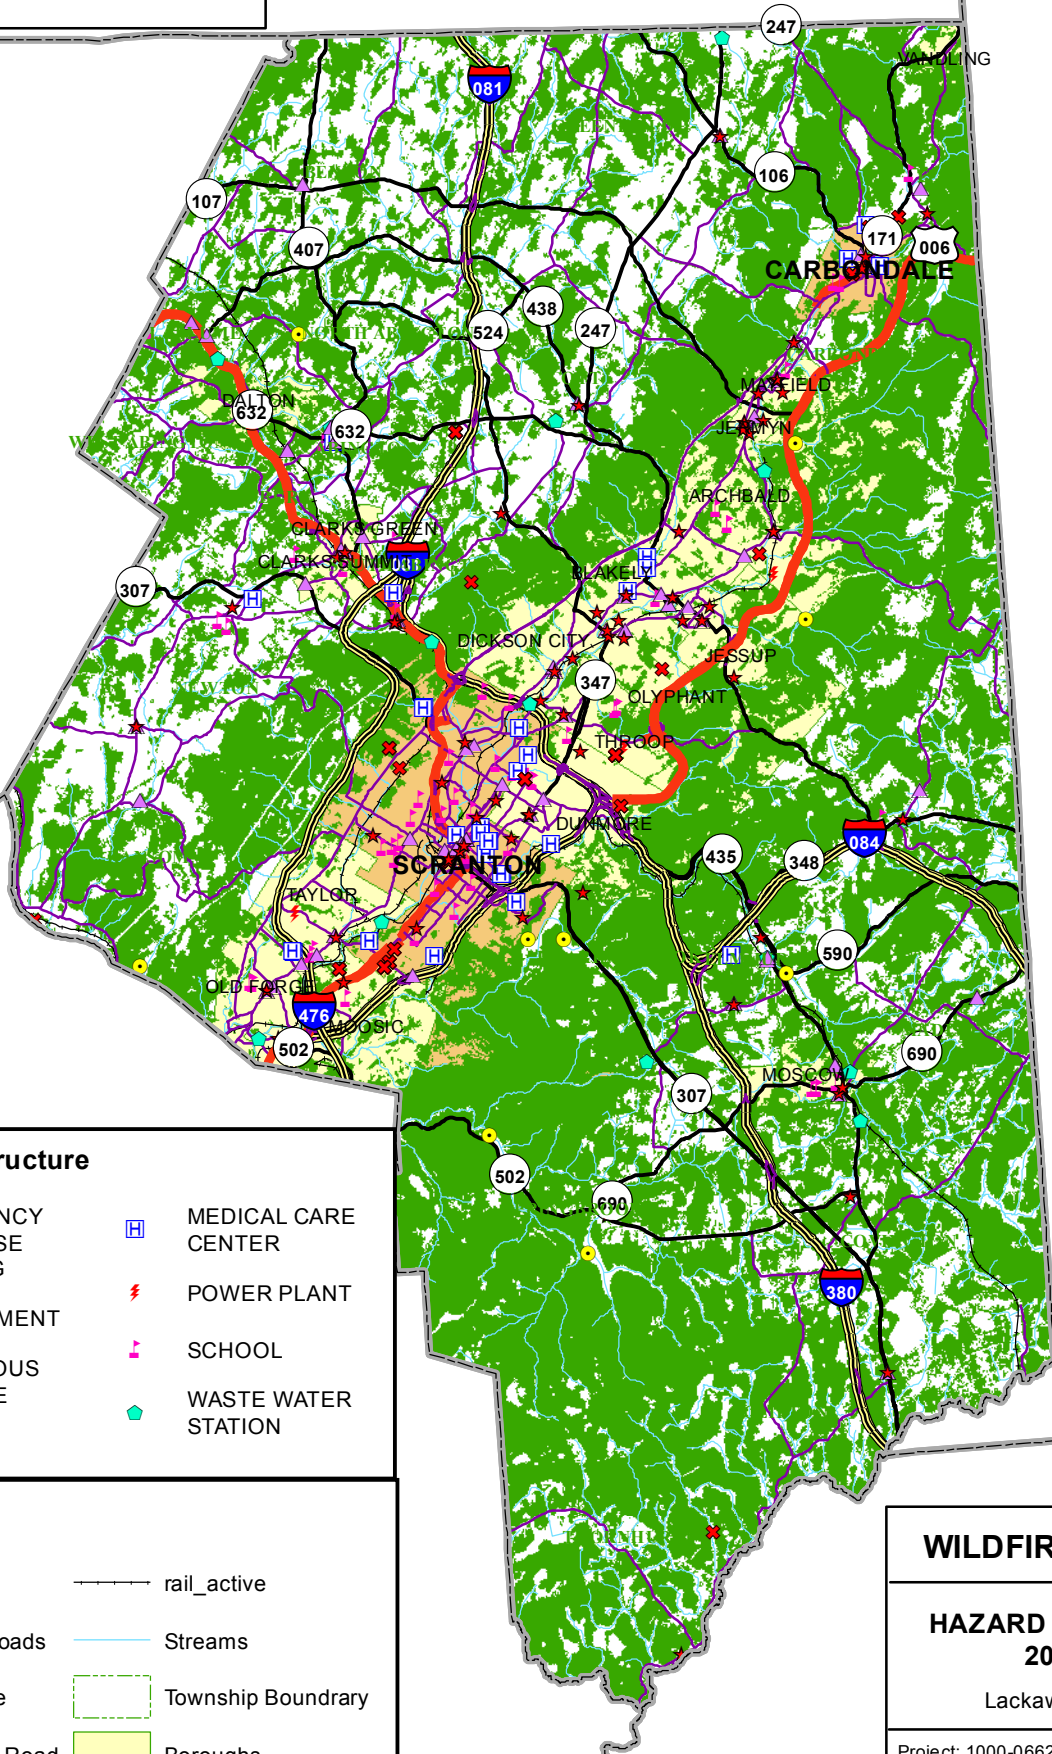 247
VANDLING
081
106
107
171
006
407
CARBONDALE
438
524
247
MAYFIELD
DALTON
632
632
JERMYN
ARCHBALD
CLARKS GREEN
CLARKS SUMMIT
307
BLAKELY
DICKSON CITY
JESSUP
347
OLYPHANT
THROOP
DUNMORE
084
435
348
SCRANTON
TAYLOR
590
OLD FORGE
476
MOOSIC
502
690
MOSCOW
307
502
690
380
ructure
NCY
SE
G
MENT
OUS
E
MEDICAL CARE
CENTER
POWER PLANT
SCHOOL
WASTE WATER
STATION
rail_active
oads
Streams
e
Township Boundrary
Road
Boroughs
WILDFIR
HAZARD
20
Lackaw
Project: 1000-0662